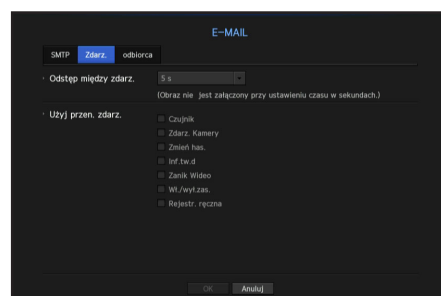 E-MAIL
SMTP Zdarz. odbiorca
Odstęp między zdarz. 5 s
(Obraz nie jest załączony przy ustawieniu czasu w sekundach.)
Użyj przen. zdarz. Czujnik
Zdarz. Kamery
Zmień has.
Inf.tw.d
Zanik Wideo
Wł./wył.zas.
Rejestr. ręczna
OK Anuluj